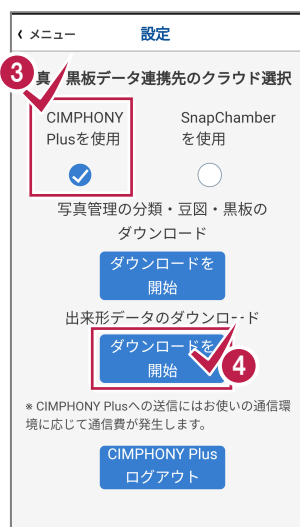 ‹ メニュー 設定
3
真・黒板データ連携先のクラウド選択
CIMPHONY SnapChamber
Plusを使用 を使用
写真管理の分類・豆図・黒板の
ダウンロード
ダウンロードを
開始
出来形データのダウンロード
ダウンロードを
開始
4
※ CIMPHONY Plusへの送信にはお使いの通信環
境に応じて通信費が発生します。
CIMPHONY Plus
ログアウト